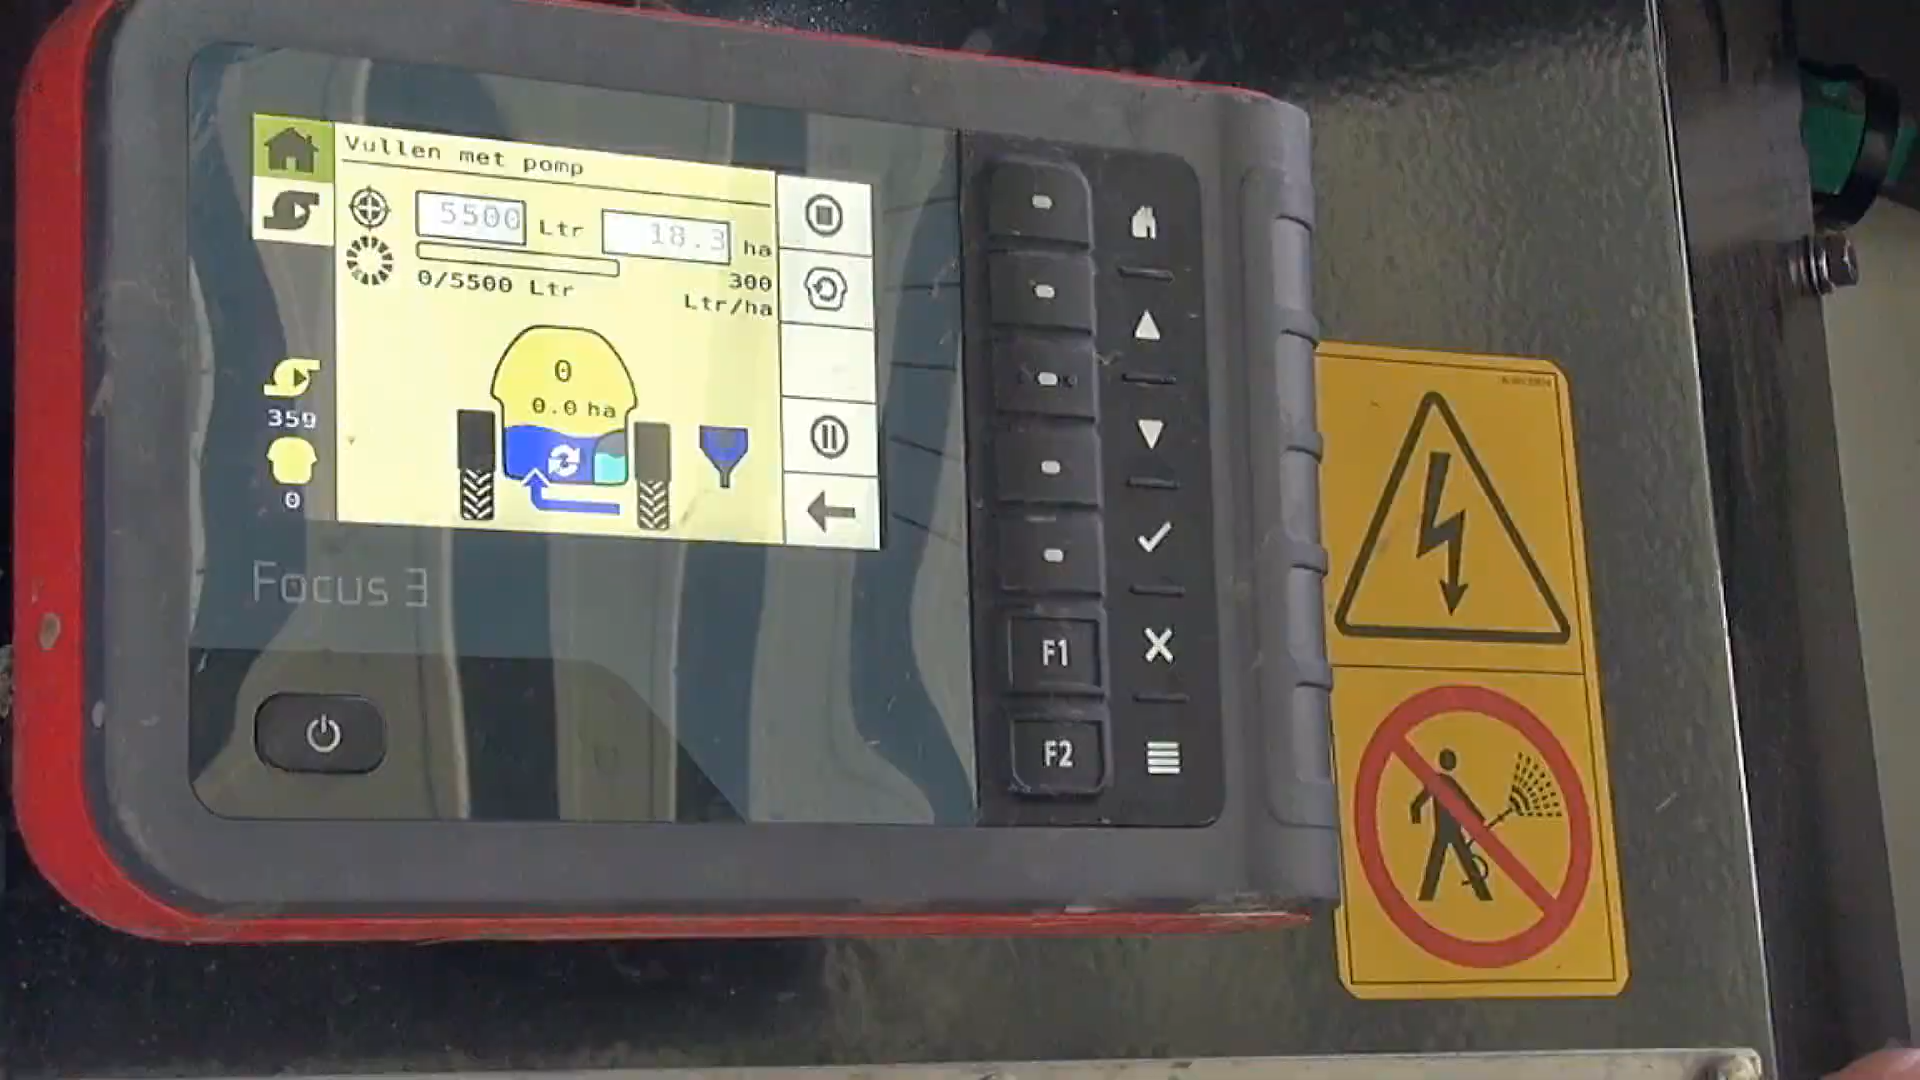 Vullen met pomp
5500 Ltr 18.3 ha
0/5500 Ltr
300
Ltr/ha
0
0.0 ha
359
0
Focus 3
F1
F2